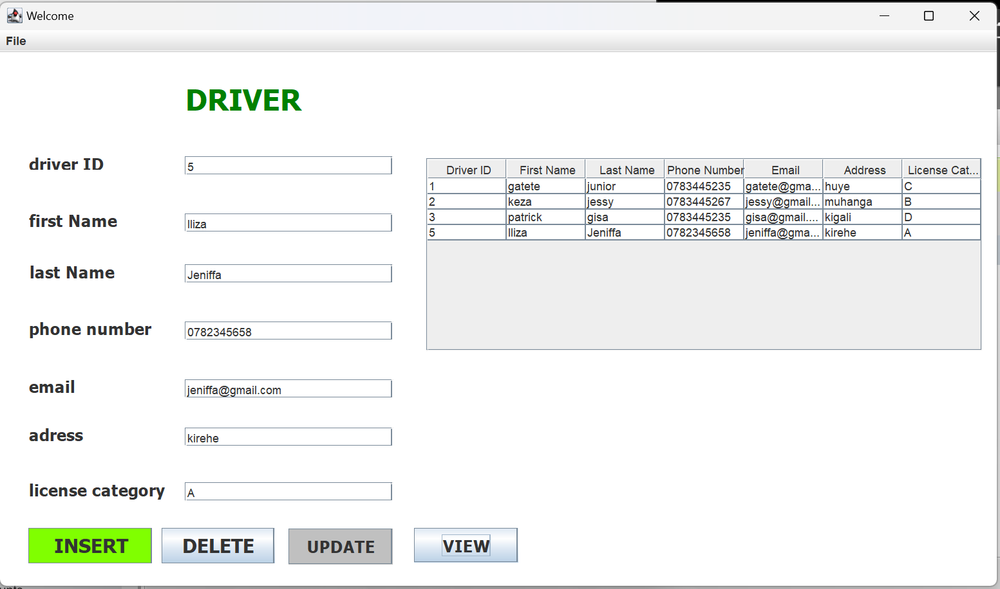 Welcome
File
DRIVER
driver ID
5
first Name
Iliza
last Name
Jeniffa
phone number
0782345658
email
jeniffa@gmail.com
adress
kirehe
license category
A
Driver ID First Name Last Name Phone Number Email Address License Cat...
1 gatete junior 0783445235 gatete@gma... huye C
2 keza jessy 0783445267 jessy@gmail... muhanga B
3 patrick gisa 0783445235 gisa@gmail.... kigali D
5 Iliza Jeniffa 0782345658 jeniffa@gma... kirehe A
INSERT DELETE UPDATE VIEW